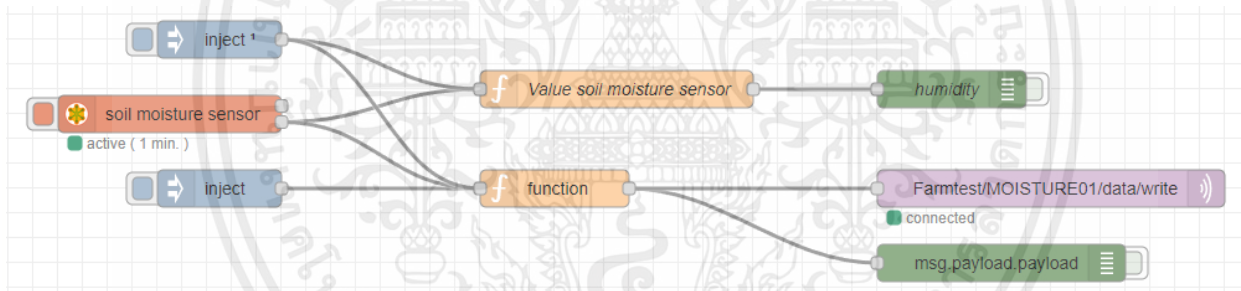 inject ¹
Value soil moisture sensor
humidity
soil moisture sensor
active ( 1 min. )
inject
function
Farmtest/MOISTURE01/data/write
connected
msg.payload.payload